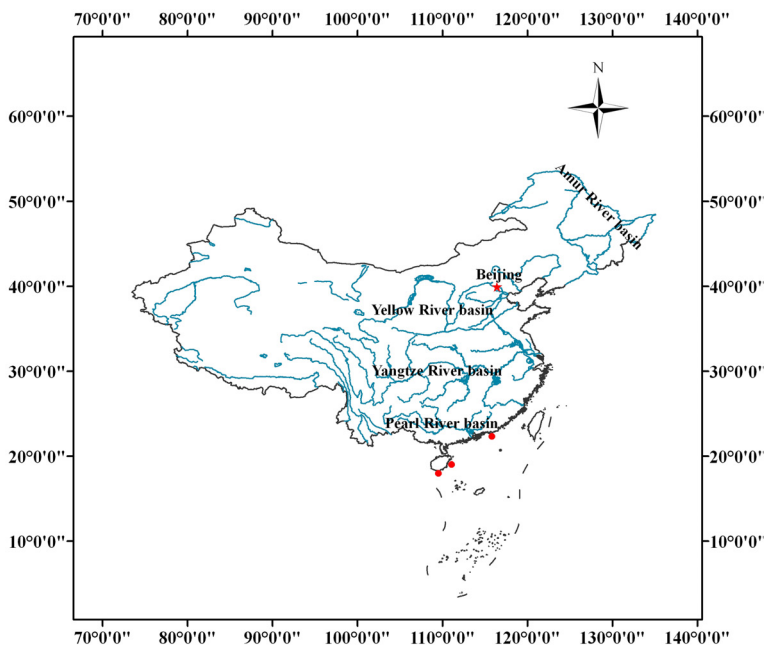 70°0'0" 80°0'0" 90°0'0" 100°0'0" 110°0'0" 120°0'0" 130°0'0" 140°0'0"
N
60°0'0" 60°0'0"
50°0'0" 50°0'0"
Amur River basin
Beijing
40°0'0" 40°0'0"
Yellow River basin
Yangtze River basin
30°0'0" 30°0'0"
Pearl River basin
20°0'0" 20°0'0"
10°0'0" 10°0'0"
70°0'0" 80°0'0" 90°0'0" 100°0'0" 110°0'0" 120°0'0" 130°0'0" 140°0'0"